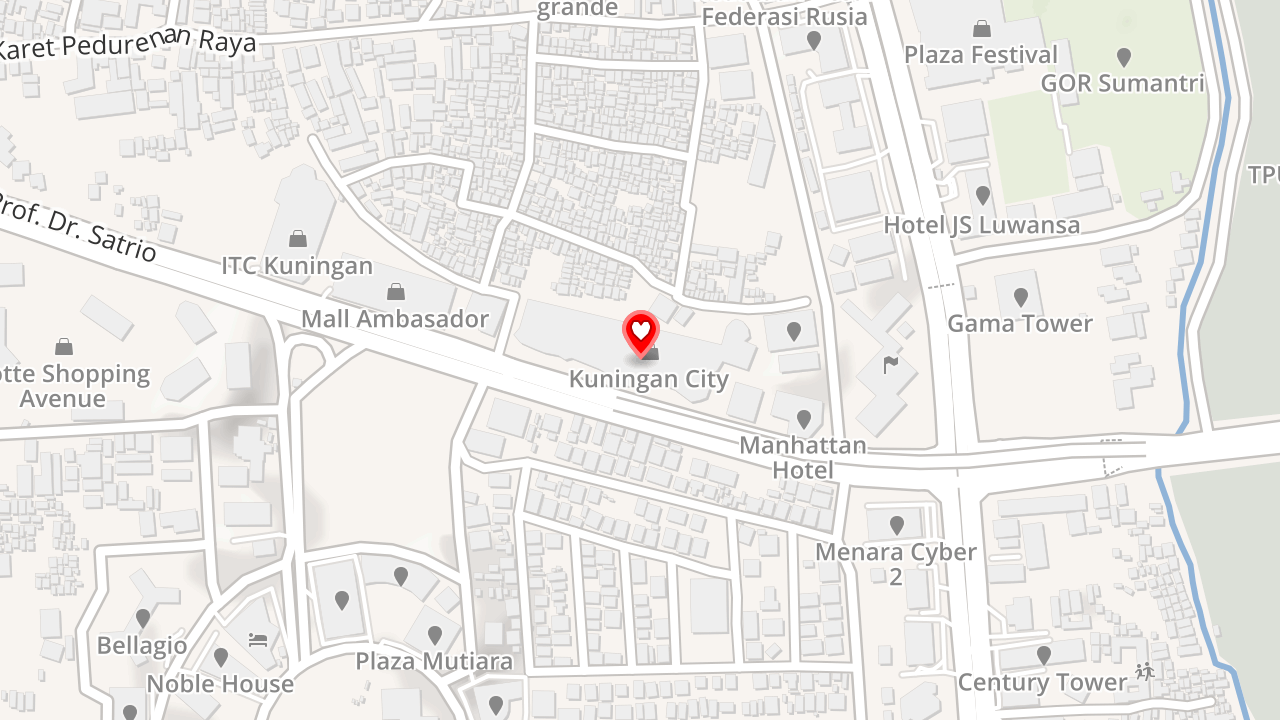 grande
Federasi Rusia
Karet Pedurenan Raya
Plaza Festival
GOR Sumantri
TPU
Prof. Dr. Satrio
Hotel JS Luwansa
ITC Kuningan
Mall Ambasador
Gama Tower
otte Shopping
Avenue
Kuningan City
Manhattan
Hotel
Menara Cyber
2
Bellagio
Plaza Mutiara
Noble House
Century Tower